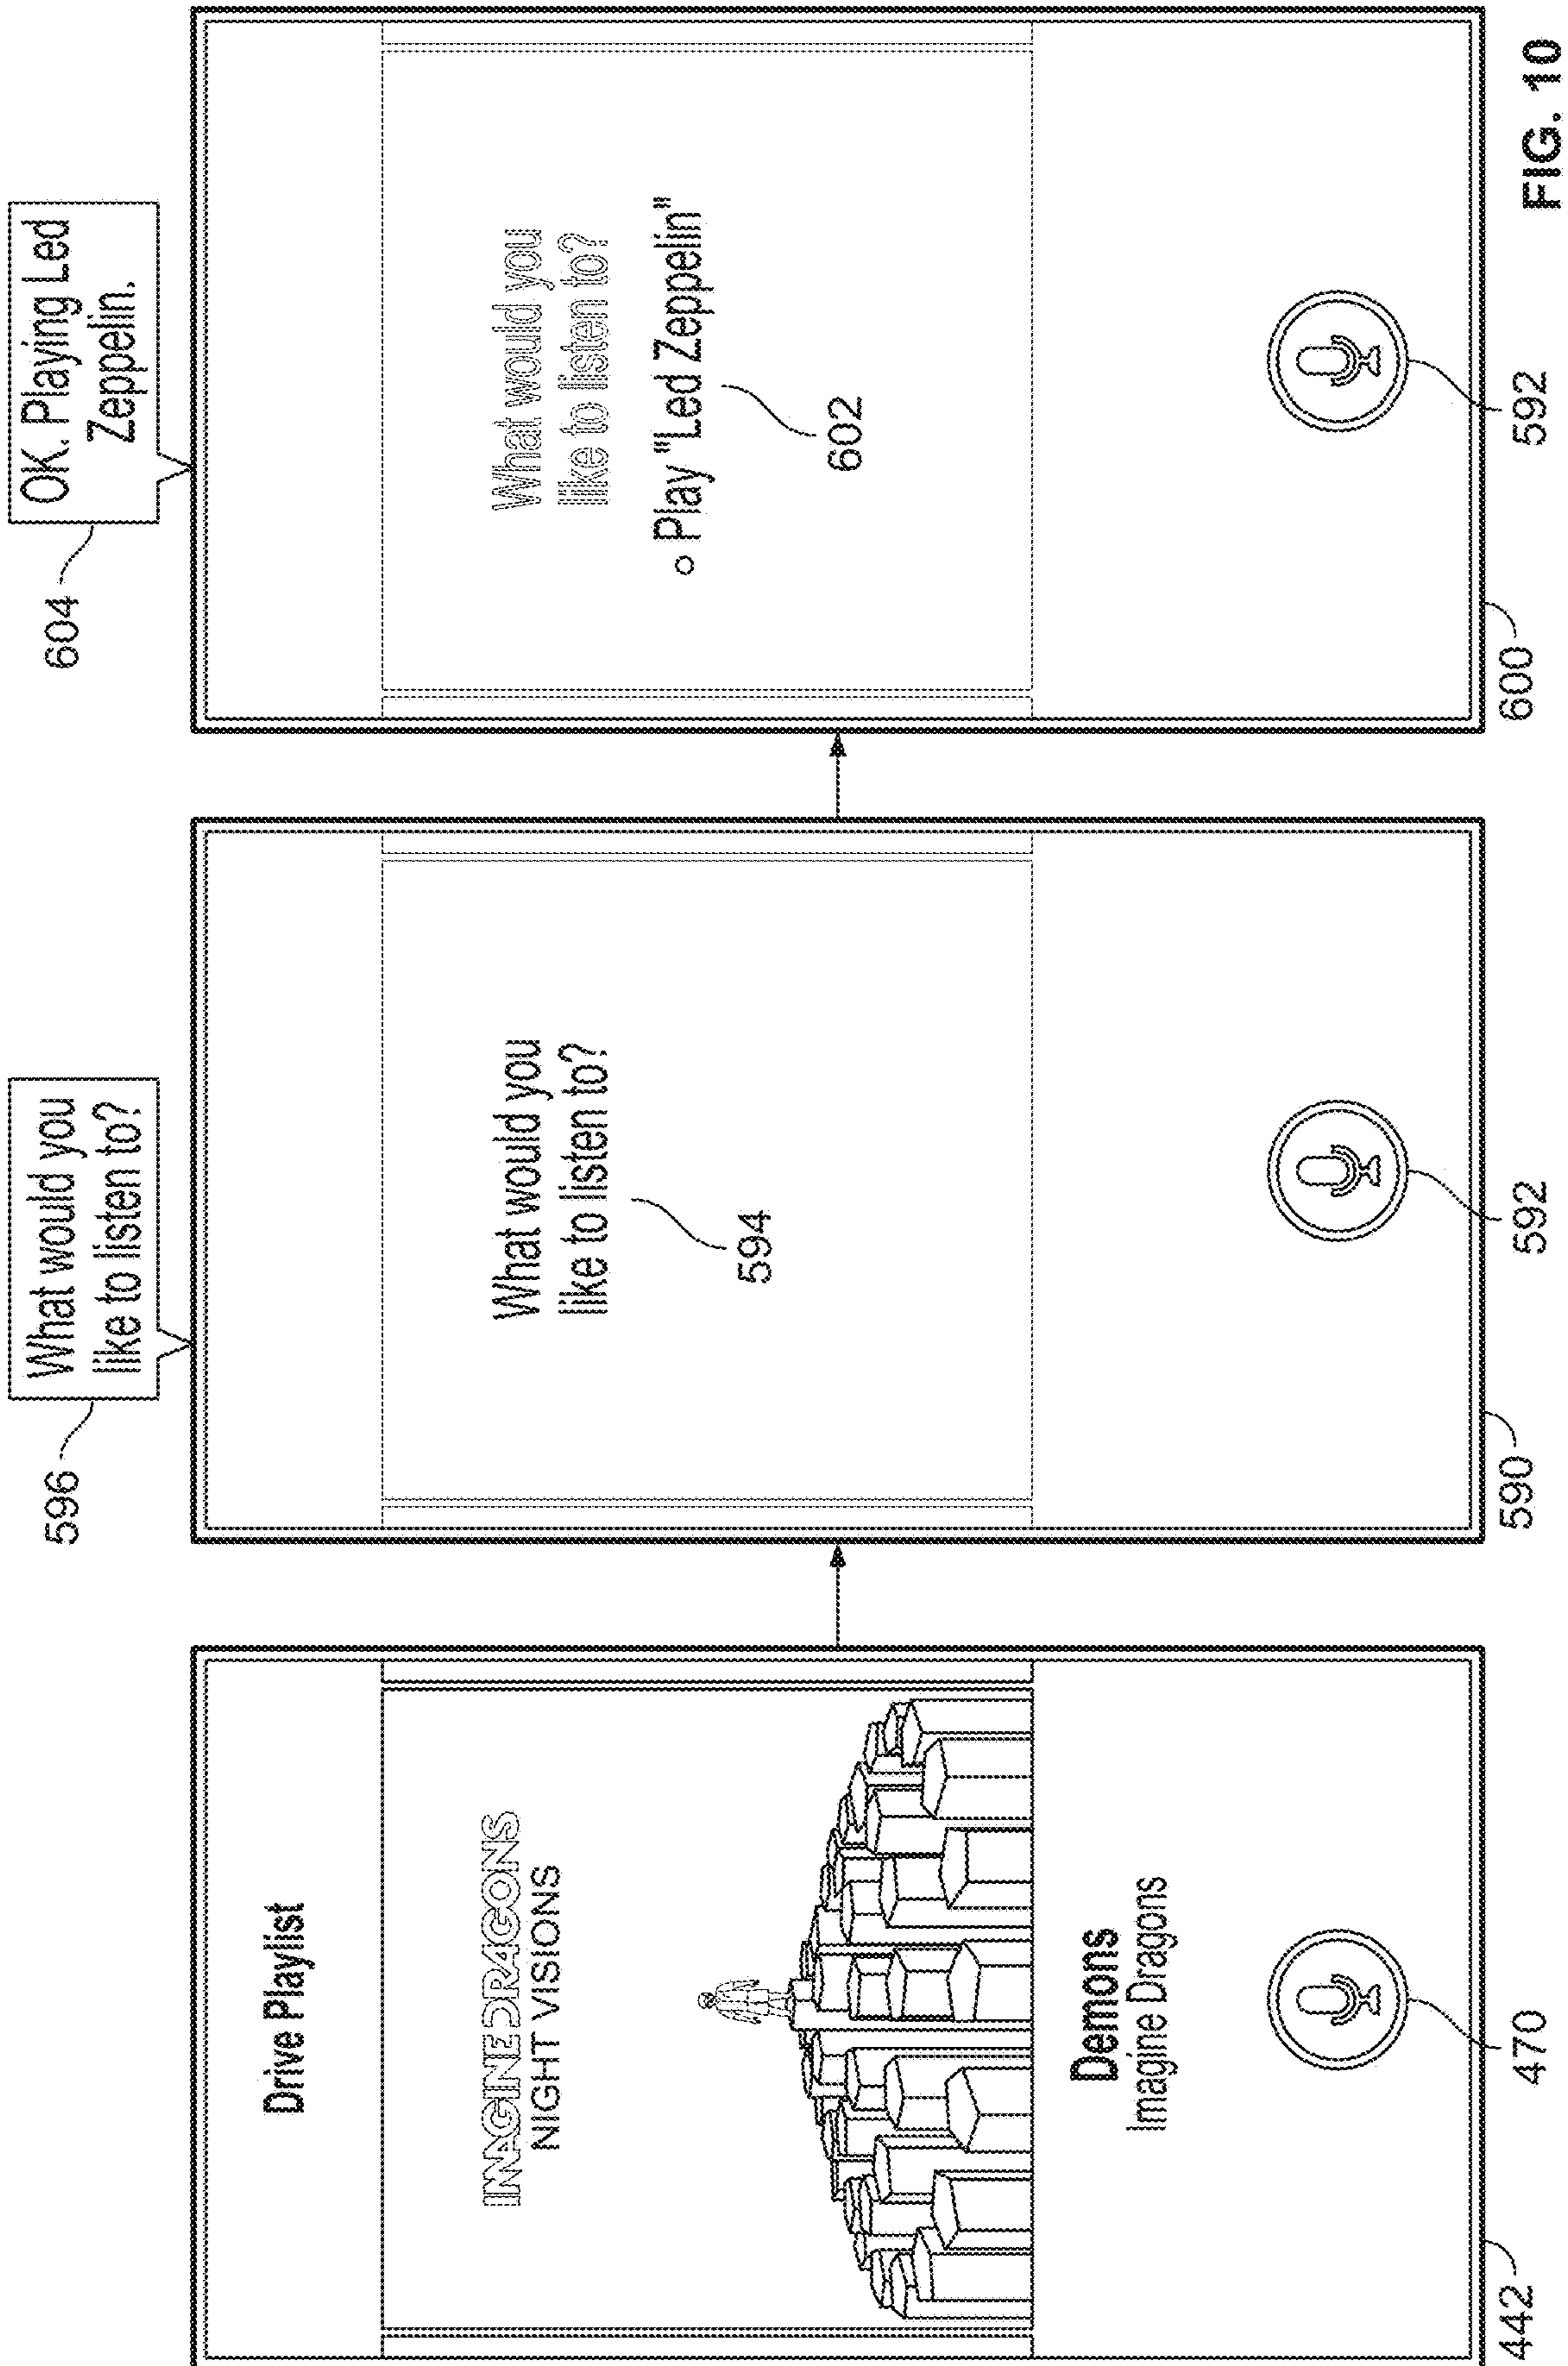 Drive Playlist
IMAGINE DRAGONS
NIGHT VISIONS
Demons
Imagine Dragons
470
442
596
What would you
like to listen to?
What would you
like to listen to?
594
592
590
604
OK. Playing Led
Zeppelin.
What would you
like to listen to?
o Play "Led Zeppelin"
602
592
600
FIG. 10